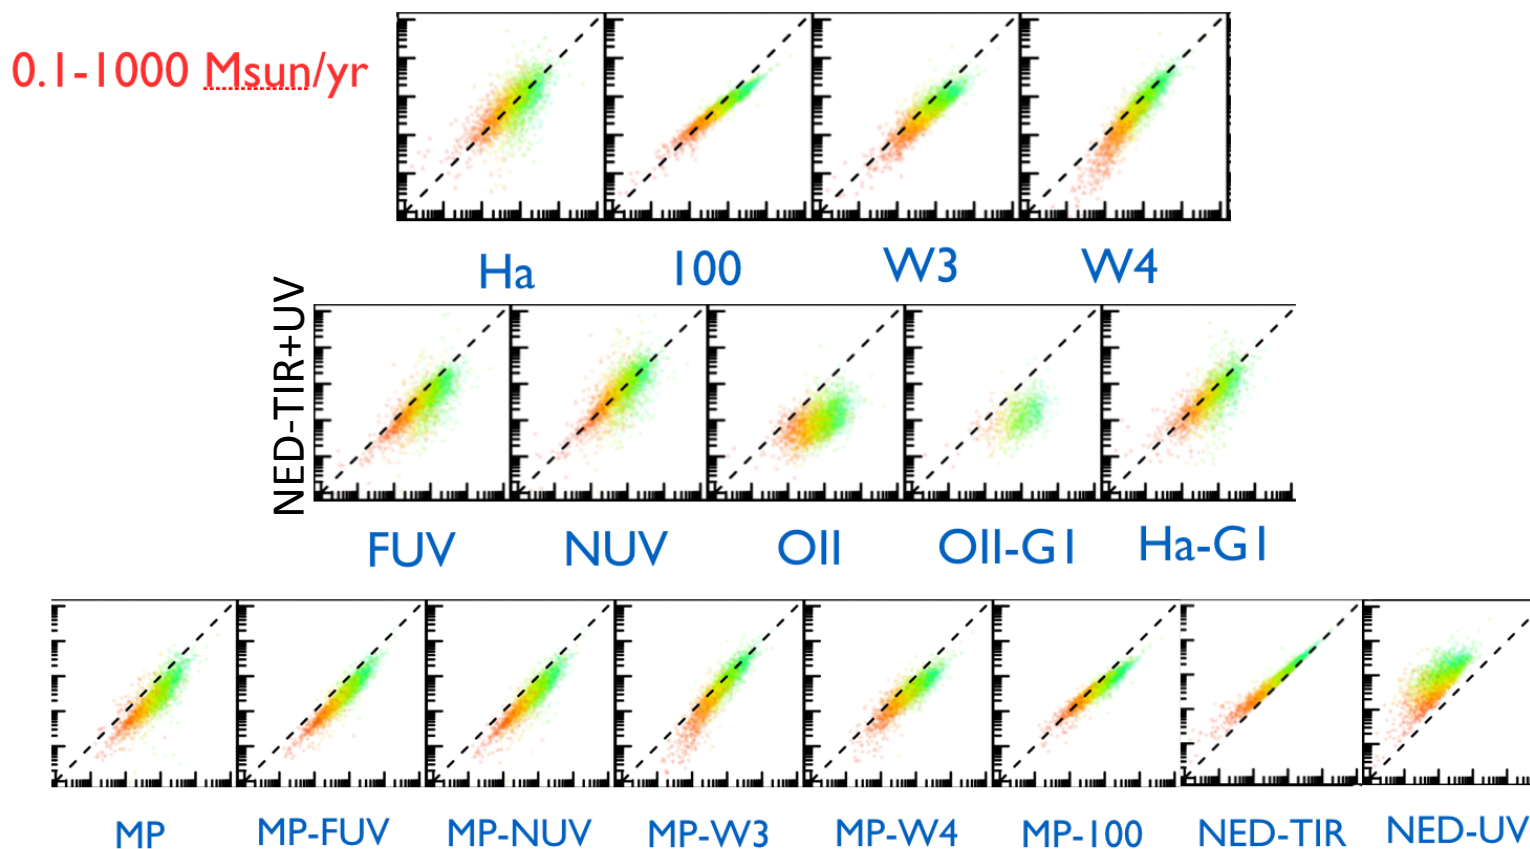 0.1-1000 Msun/yr
Ha 100 W3 W4
NED-TIR+UV
FUV NUV OII OII-G1 Ha-G1
MP MP-FUV MP-NUV MP-W3 MP-W4 MP-100 NED-TIR NED-UV